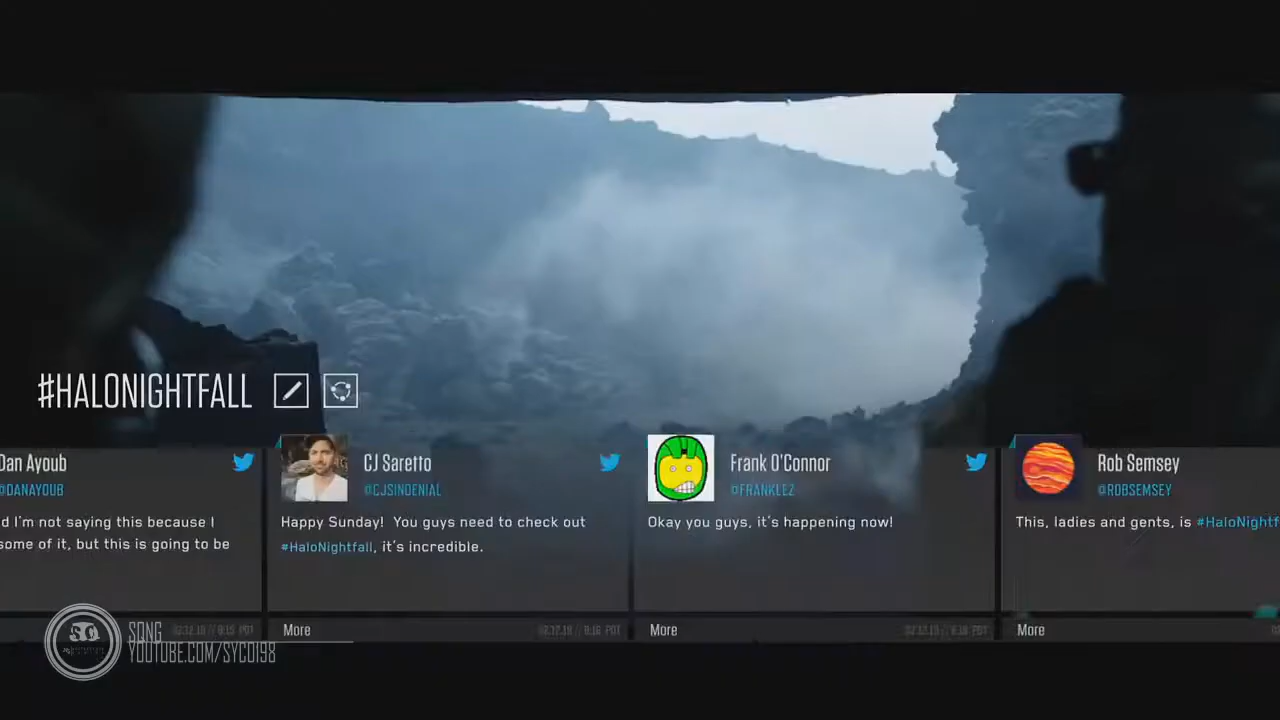 #HALONIGHTFALL
Dan Ayoub
@DANAYOUB
d I'm not saying this because I
some of it, but this is going to be
CJ Saretto
@CJSINDENIAL
Happy Sunday! You guys need to check out
#HaloNightfall, it's incredible.
More
Frank O'Connor
@FRANKLEZ
Okay you guys, it's happening now!
More
Rob Semsey
@ROBSEMSEY
This, ladies and gents, is #HaloNightf
More
SONG
YOUTUBE.COM/SYCO198